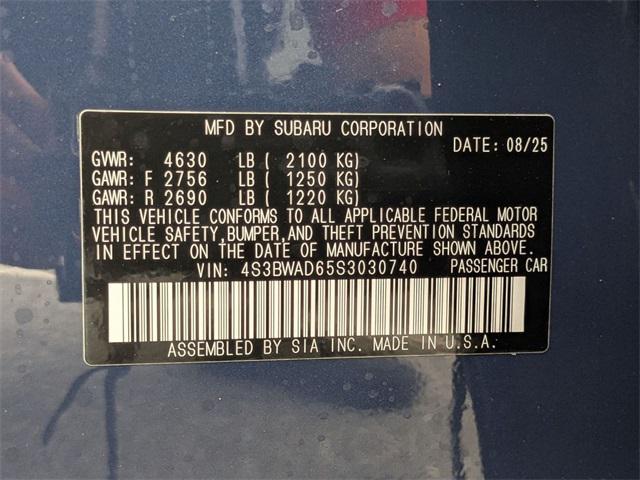 MFD BY SUBARU CORPORATION
DATE: 08/25
GVWR: 4630 LB ( 2100 KG)
GAWR: F 2756 LB ( 1250 KG)
GAWR: R 2690 LB ( 1220 KG)
THIS VEHICLE CONFORMS TO ALL APPLICABLE FEDERAL MOTOR
VEHICLE SAFETY,BUMPER,AND THEFT PREVENTION STANDARDS
IN EFFECT ON THE DATE OF MANUFACTURE SHOWN ABOVE.
VIN: 4S3BWAD65S3030740 PASSENGER CAR
ASSEMBLED BY SIA INC. MADE IN U.S.A.